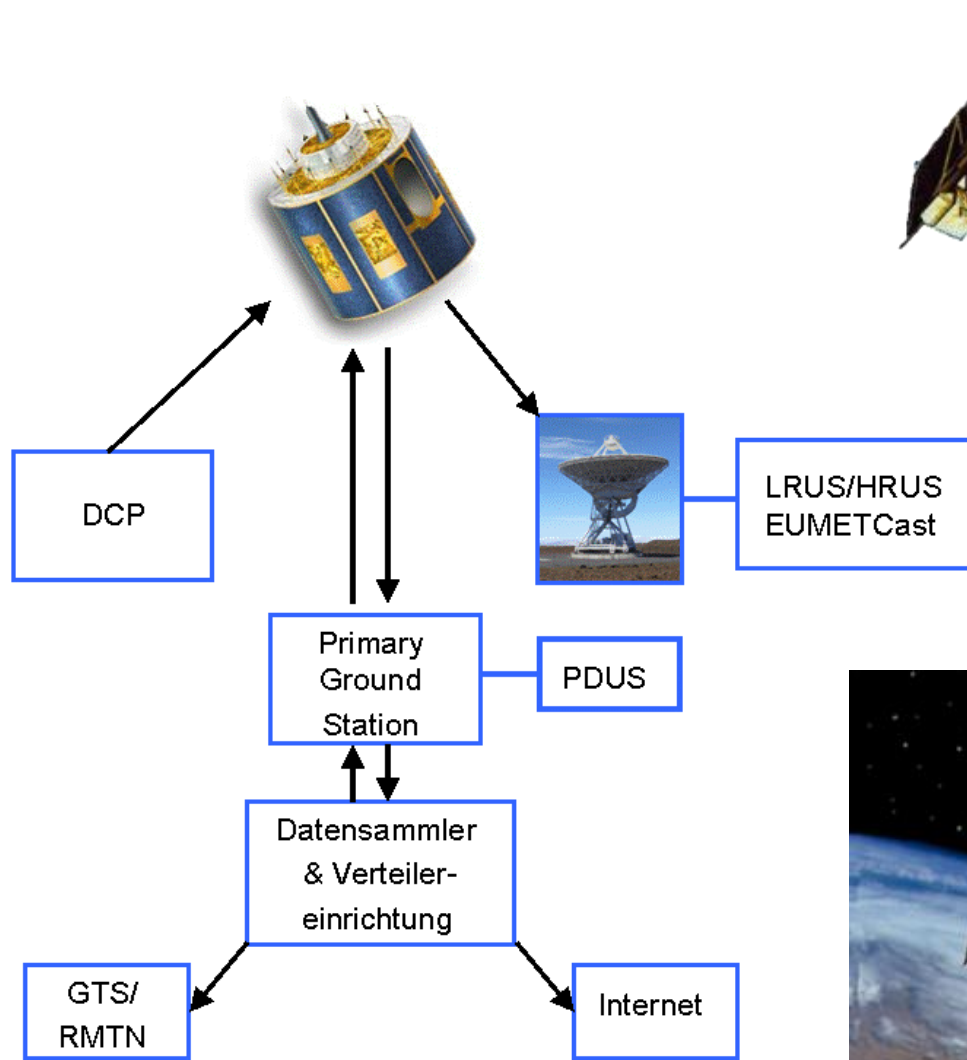 DCP
LRUS/HRUS
EUMETCast
Primary
Ground
Station
PDUS
Datensammler
& Verteiler-
einrichtung
GTS/
RMTN
Internet